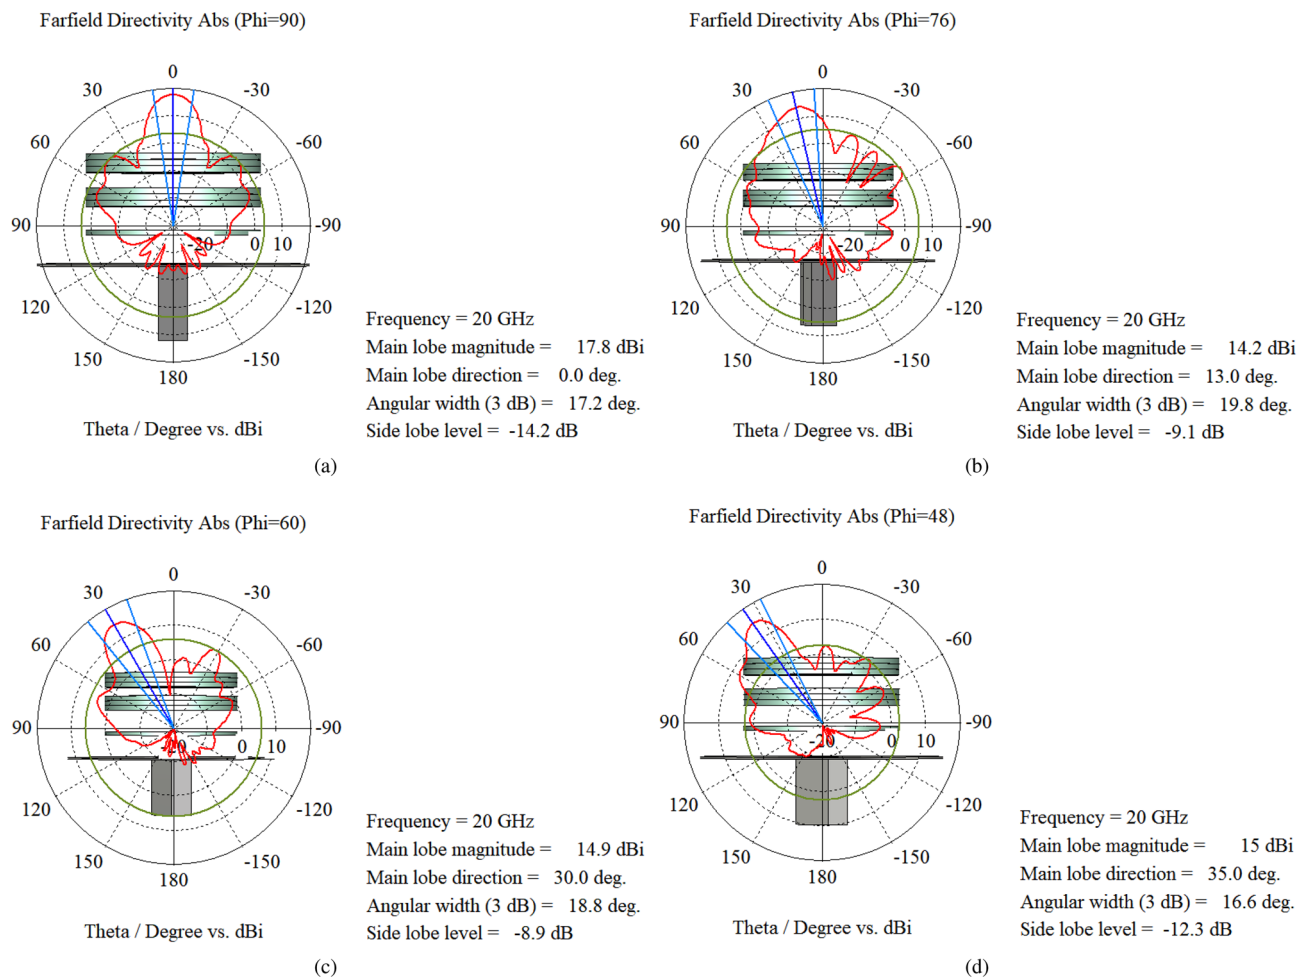 Farfield Directivity Abs (Phi=90)
0
30
-30
60
-60
90
-20
0
10
-90
120
-120
150
-150
180
Theta / Degree vs. dBi
Frequency = 20 GHz
Main lobe magnitude = 17.8 dBi
Main lobe direction = 0.0 deg.
Angular width (3 dB) = 17.2 deg.
Side lobe level = -14.2 dB
(a)
Farfield Directivity Abs (Phi=76)
0
30
-30
60
-60
90
-20
0
10
-90
120
-120
150
-150
180
Theta / Degree vs. dBi
Frequency = 20 GHz
Main lobe magnitude = 14.2 dBi
Main lobe direction = 13.0 deg.
Angular width (3 dB) = 19.8 deg.
Side lobe level = -9.1 dB
(b)
Farfield Directivity Abs (Phi=60)
0
30
-30
60
-60
90
-20
0
10
-90
120
-120
150
-150
180
Theta / Degree vs. dBi
Frequency = 20 GHz
Main lobe magnitude = 14.9 dBi
Main lobe direction = 30.0 deg.
Angular width (3 dB) = 18.8 deg.
Side lobe level = -8.9 dB
(c)
Farfield Directivity Abs (Phi=48)
0
30
-30
60
-60
90
-20
0
10
-90
120
-120
150
-150
180
Theta / Degree vs. dBi
Frequency = 20 GHz
Main lobe magnitude = 15 dBi
Main lobe direction = 35.0 deg.
Angular width (3 dB) = 16.6 deg.
Side lobe level = -12.3 dB
(d)